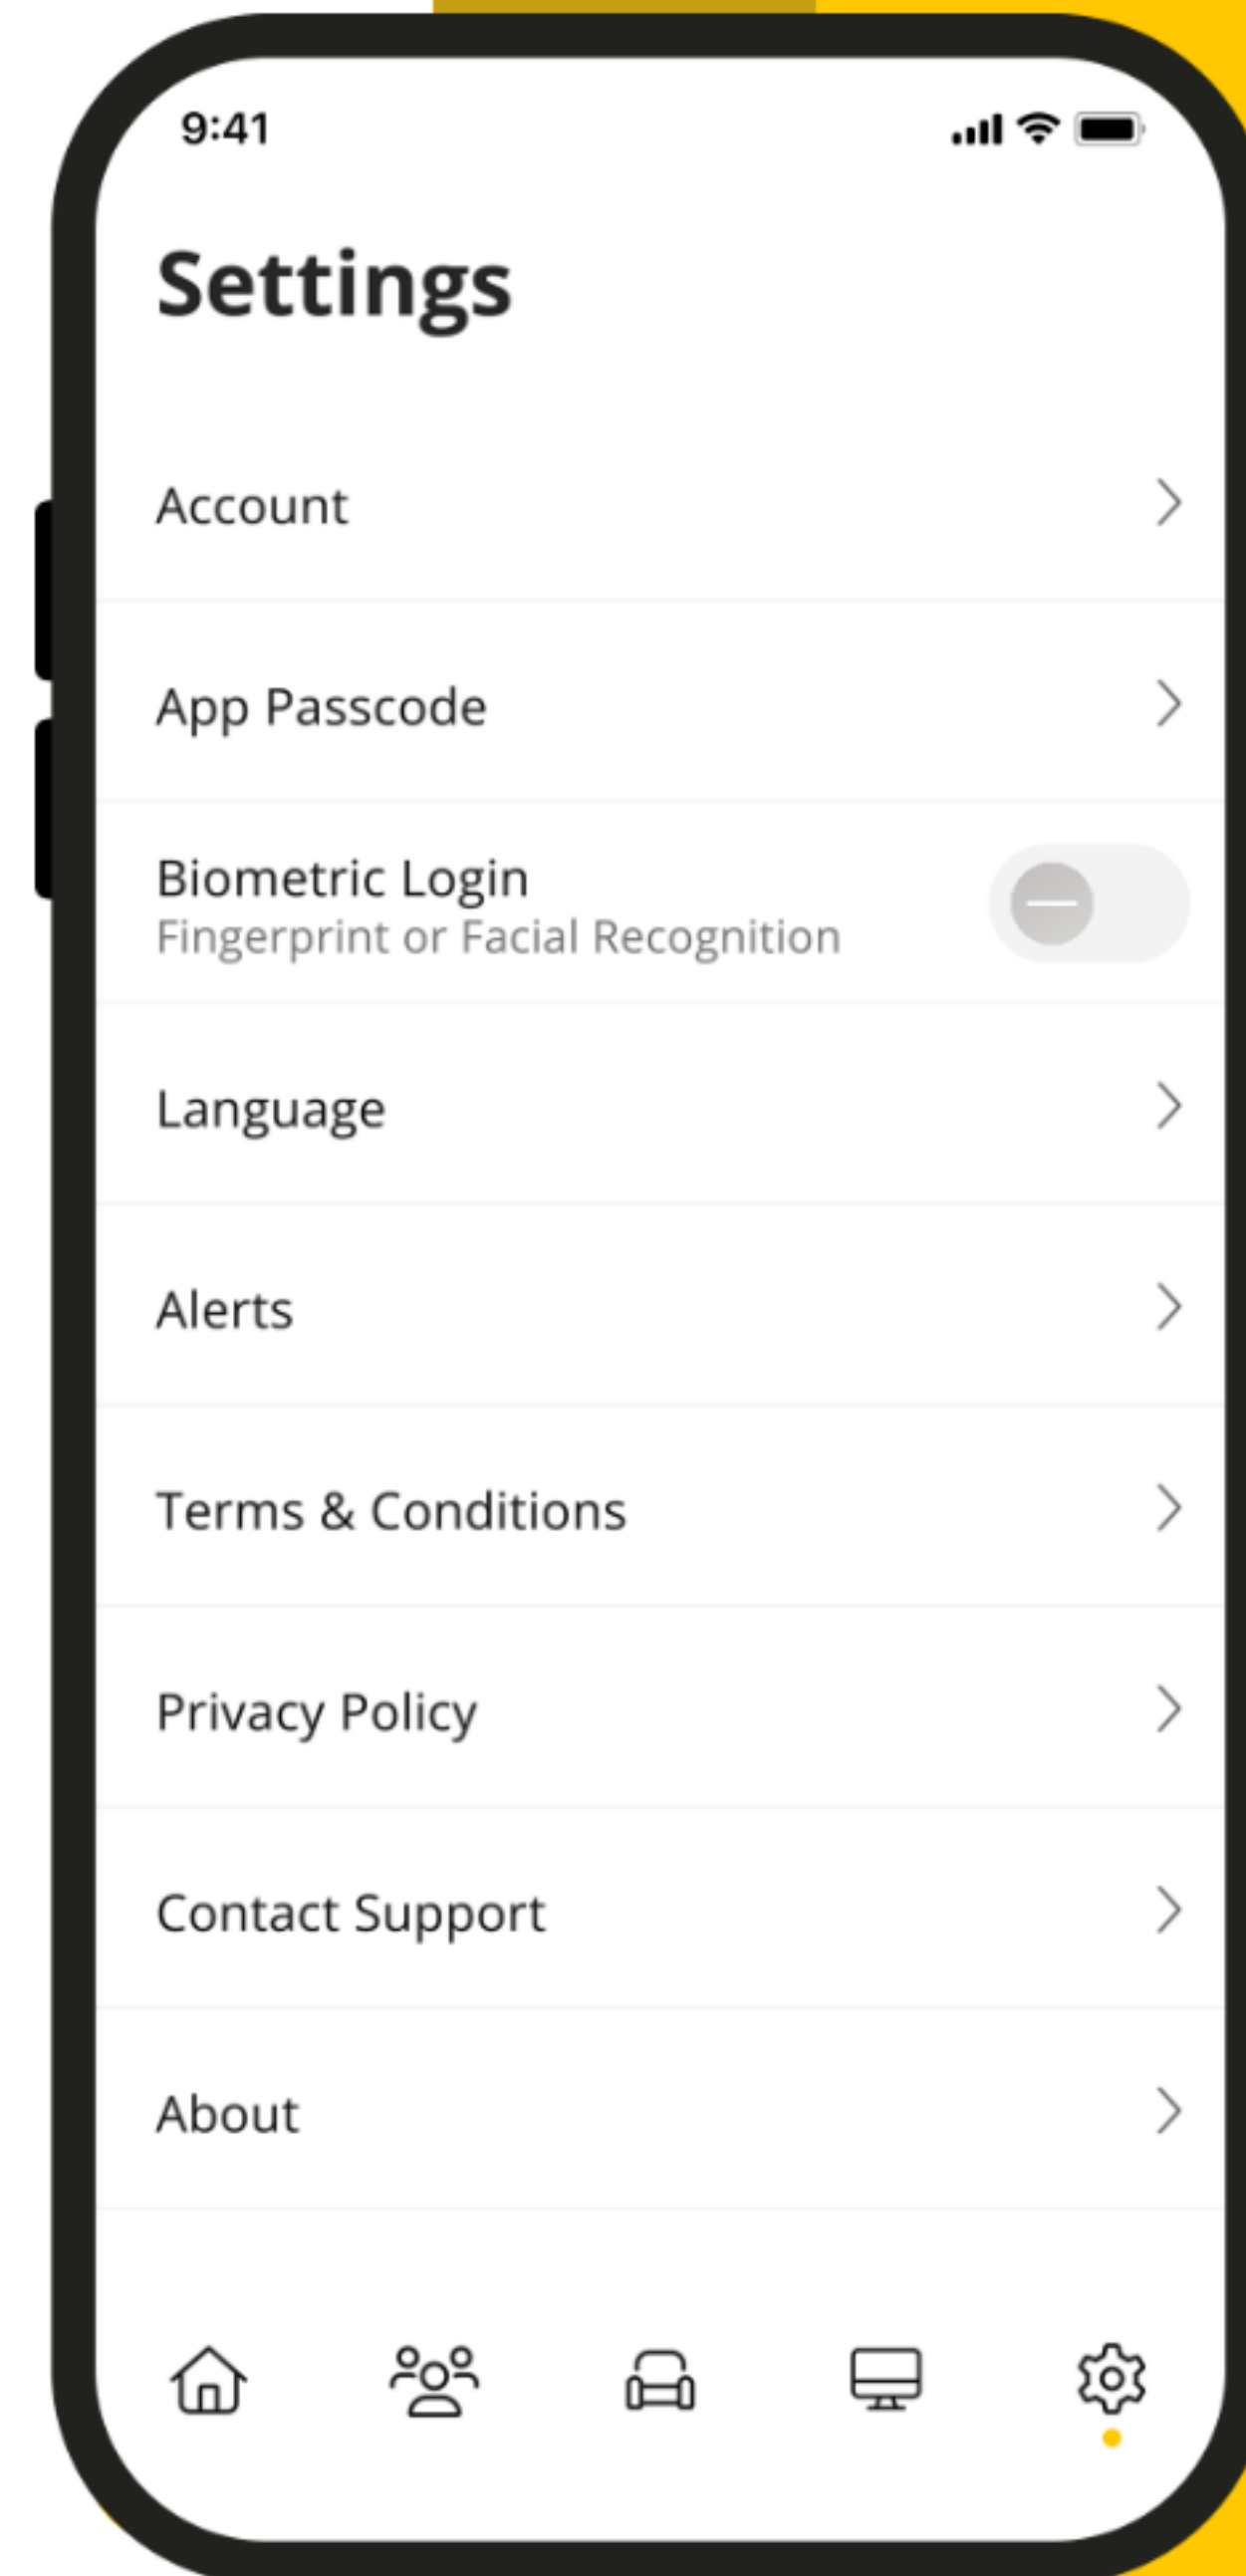 9:41
Settings
Account
App Passcode
Biometric Login
Fingerprint or Facial Recognition
Language
Alerts
Terms & Conditions
Privacy Policy
Contact Support
About